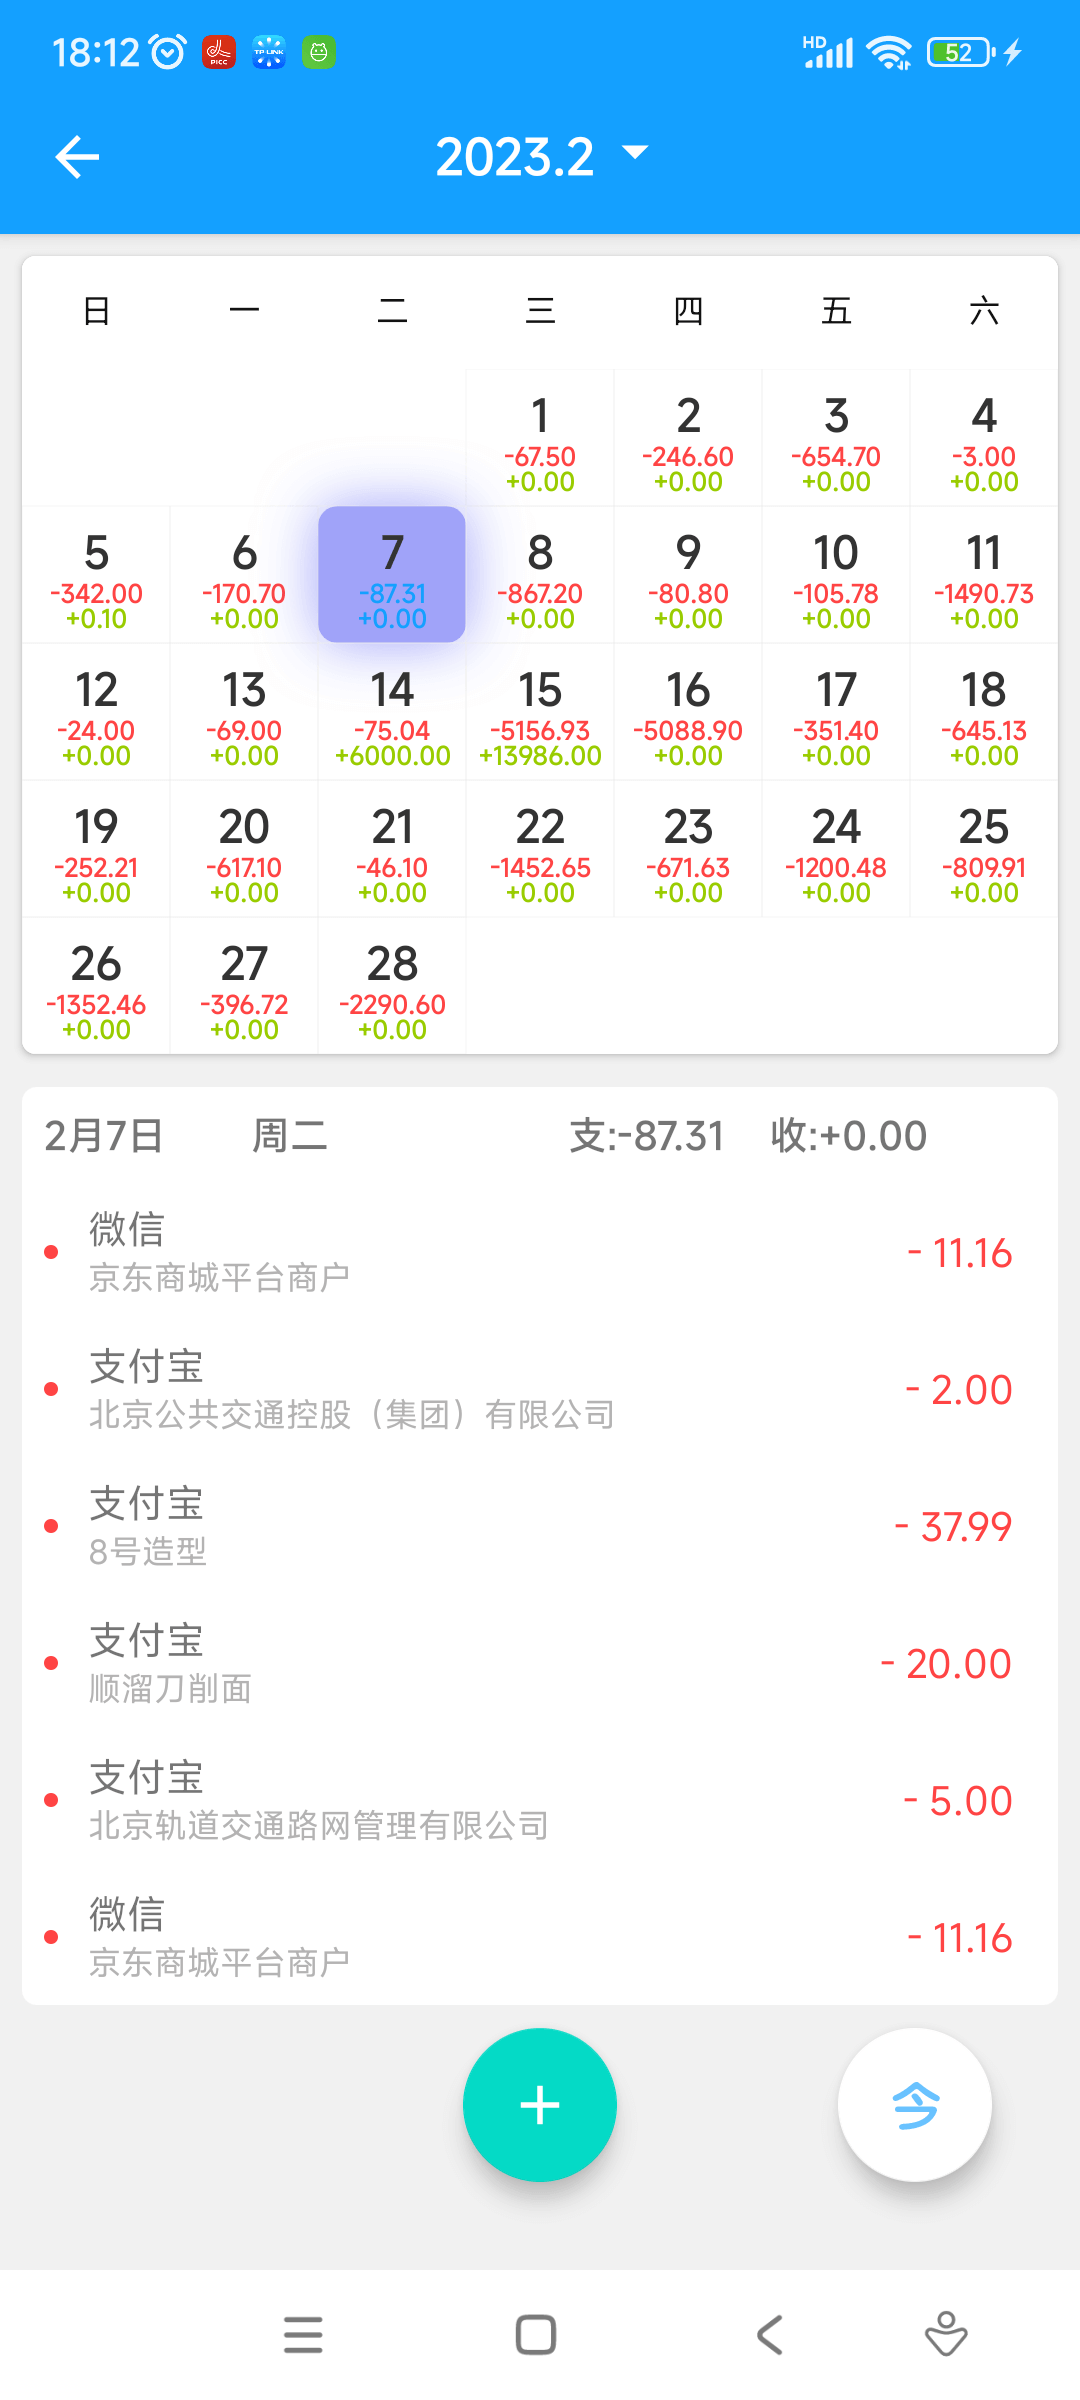 18:12 PICC TP-LINK HD 52
2023.2
日 一 二 三 四 五 六
1 2 3 4
-67.50 -246.60 -654.70 -3.00
+0.00 +0.00 +0.00 +0.00
5 6 7 8 9 10 11
-342.00 -170.70 -87.31 -867.20 -80.80 -105.78 -1490.73
+0.10 +0.00 +0.00 +0.00 +0.00 +0.00 +0.00
12 13 14 15 16 17 18
-24.00 -69.00 -75.04 -5156.93 -5088.90 -351.40 -645.13
+0.00 +0.00 +6000.00 +13986.00 +0.00 +0.00 +0.00
19 20 21 22 23 24 25
-252.21 -617.10 -46.10 -1452.65 -671.63 -1200.48 -809.91
+0.00 +0.00 +0.00 +0.00 +0.00 +0.00 +0.00
26 27 28
-1352.46 -396.72 -2290.60
+0.00 +0.00 +0.00
2月7日 周二 支:-87.31 收:+0.00
微信
京东商城平台商户
- 11.16
支付宝
北京公共交通控股（集团）有限公司
- 2.00
支付宝
8号造型
- 37.99
支付宝
顺溜刀削面
- 20.00
支付宝
北京轨道交通路网管理有限公司
- 5.00
微信
京东商城平台商户
- 11.16
+ 今